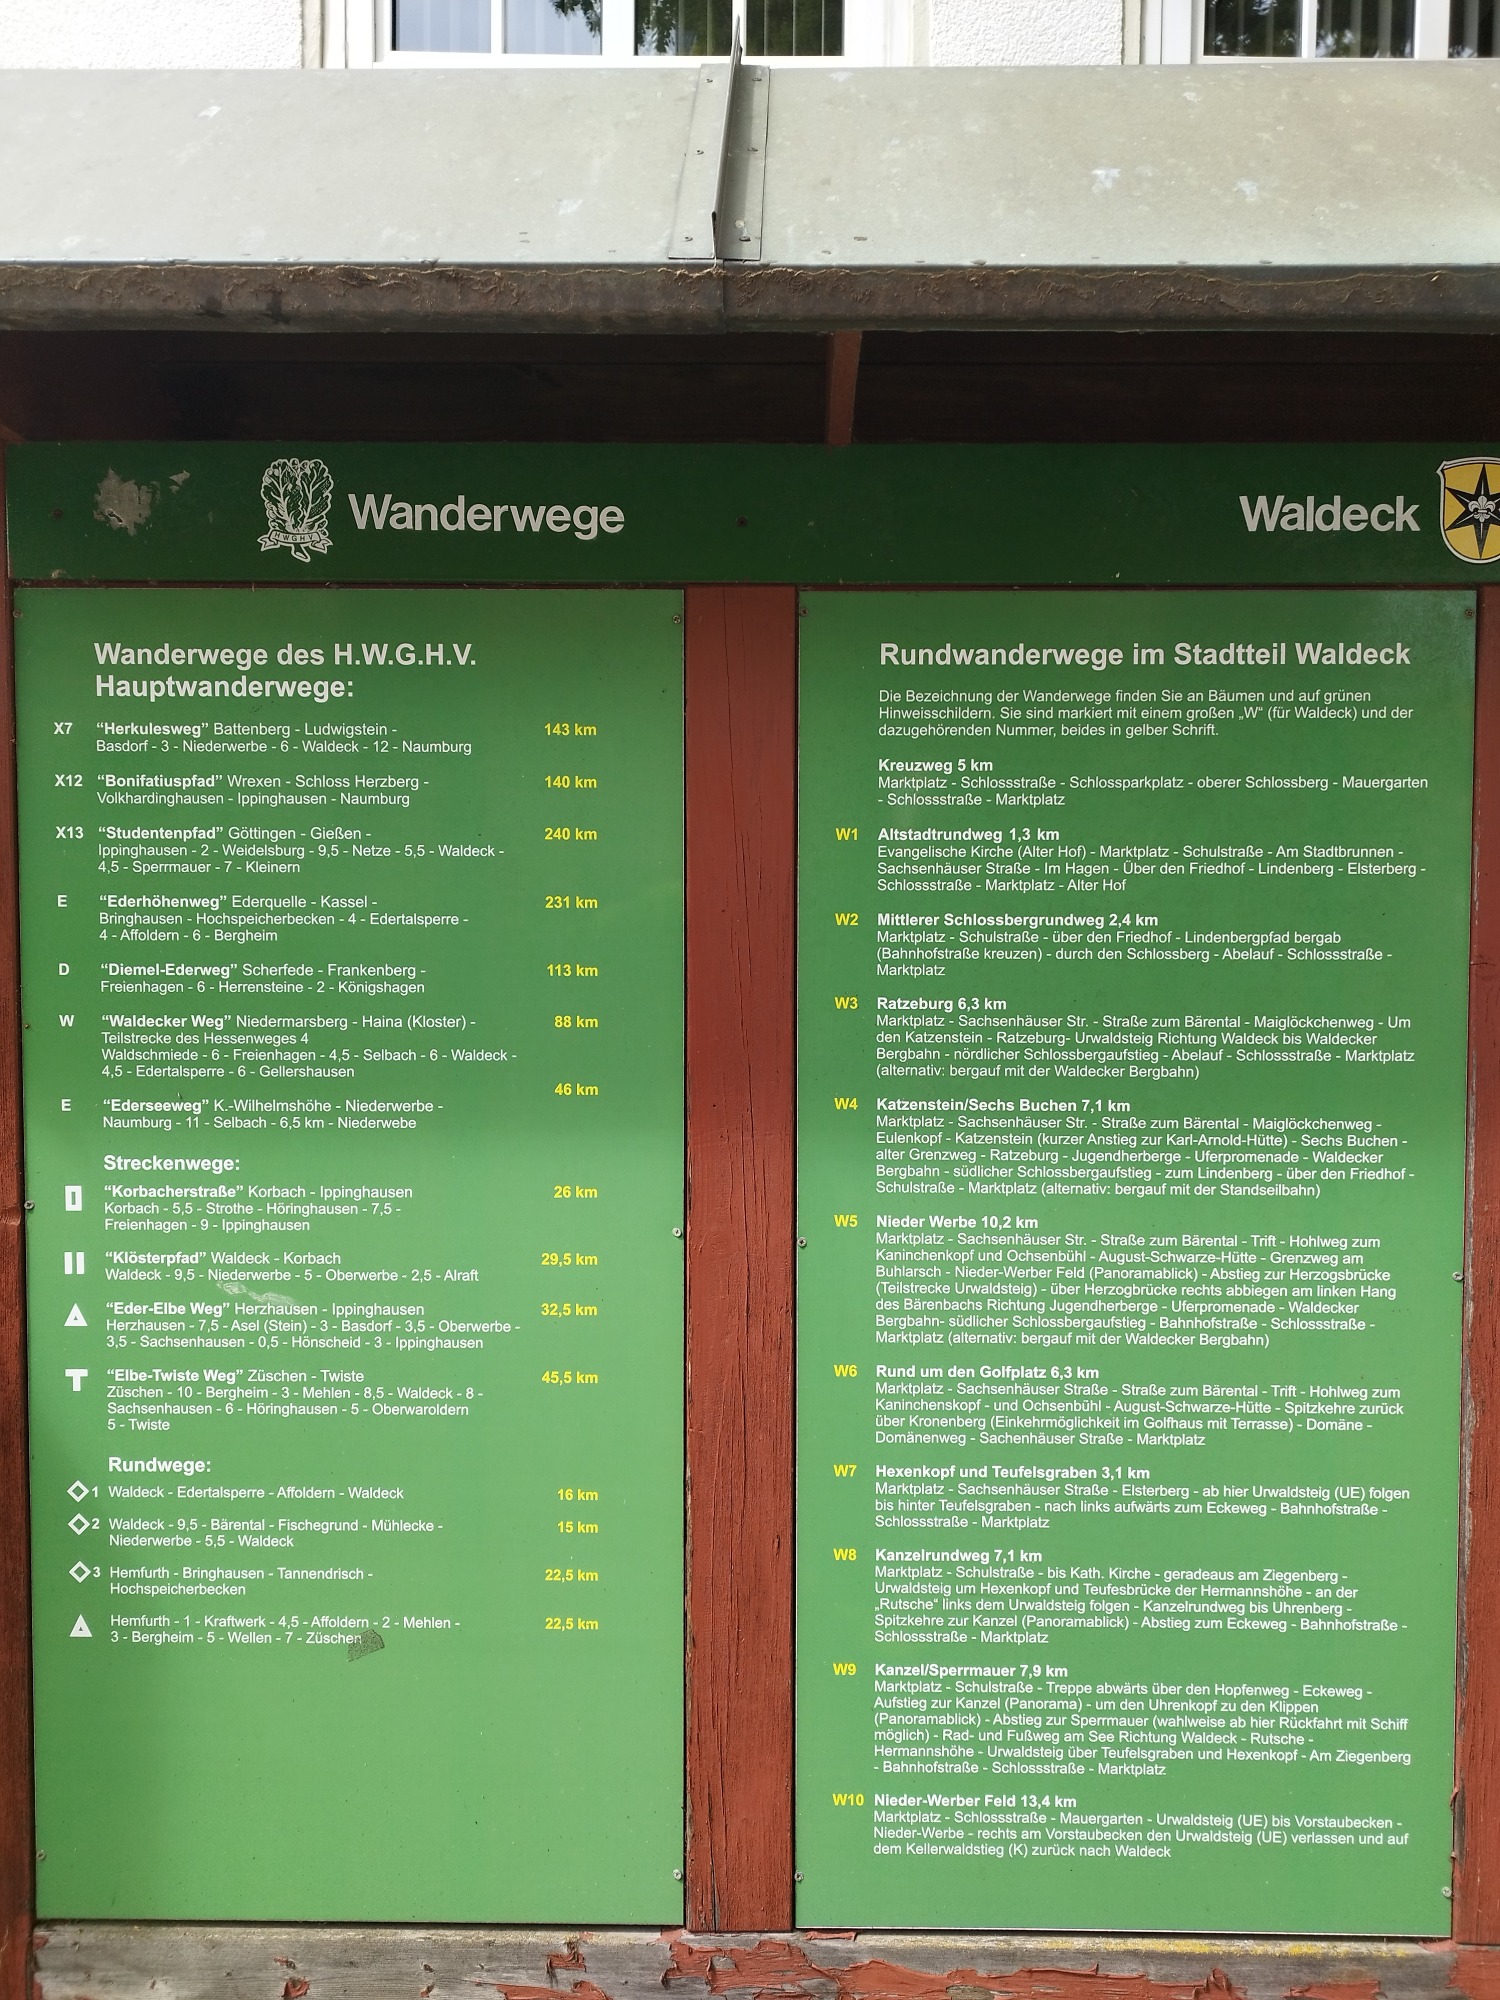 HWGHV
Wanderwege
Waldeck
Wanderwege des H.W.G.H.V.
Hauptwanderwege:
X7 “Herkulesweg” Battenberg - Ludwigstein - 143 km
Basdorf - 3 - Niederwerbe - 6 - Waldeck - 12 - Naumburg
X12 “Bonifatiuspfad” Wrexen - Schloss Herzberg - 140 km
Volkhardinghausen - Ippinghausen - Naumburg
X13 “Studentenpfad” Göttingen - Gießen - 240 km
Ippinghausen - 2 - Weidelsburg - 9,5 - Netze - 5,5 - Waldeck -
4,5 - Sperrmauer - 7 - Kleinern
E “Ederhöhenweg” Ederquelle - Kassel - 231 km
Bringhausen - Hochspeicherbecken - 4 - Edertalsperre -
4 - Affoldern - 6 - Bergheim
D “Diemel-Ederweg” Scherfede - Frankenberg - 113 km
Freienhagen - 6 - Herrensteine - 2 - Königshagen
W “Waldecker Weg” Niedermarsberg - Haina (Kloster) - 88 km
Teilstrecke des Hessenweges 4
Waldschmiede - 6 - Freienhagen - 4,5 - Selbach - 6 - Waldeck -
4,5 - Edertalsperre - 6 - Gellershausen
46 km
E “Ederseeweg” K.-Wilhelmshöhe - Niederwerbe -
Naumburg - 11 - Selbach - 6,5 km - Niederwebe
Streckenwege:
“Korbacherstraße” Korbach - Ippinghausen 26 km
Korbach - 5,5 - Strothe - Höringhausen - 7,5 -
Freienhagen - 9 - Ippinghausen
“Klösterpfad” Waldeck - Korbach 29,5 km
Waldeck - 9,5 - Niederwerbe - 5 - Oberwerbe - 2,5 - Alraft
“Eder-Elbe Weg” Herzhausen - Ippinghausen 32,5 km
Herzhausen - 7,5 - Asel (Stein) - 3 - Basdorf - 3,5 - Oberwerbe -
3,5 - Sachsenhausen - 0,5 - Hönscheid - 3 - Ippinghausen
T “Elbe-Twiste Weg” Züschen - Twiste 45,5 km
Züschen - 10 - Bergheim - 3 - Mehlen - 8,5 - Waldeck - 8 -
Sachsenhausen - 6 - Höringhausen - 5 - Oberwaroldern
5 - Twiste
Rundwege:
1 Waldeck - Edertalsperre - Affoldern - Waldeck 16 km
2 Waldeck - 9,5 - Bärental - Fischegrund - Mühlecke - 15 km
Niederwerbe - 5,5 - Waldeck
3 Hemfurth - Bringhausen - Tannendrisch - 22,5 km
Hochspeicherbecken
Hemfurth - 1 - Kraftwerk - 4,5 - Affoldern - 2 - Mehlen - 22,5 km
3 - Bergheim - 5 - Wellen - 7 - Züschen
Rundwanderwege im Stadtteil Waldeck
Die Bezeichnung der Wanderwege finden Sie an Bäumen und auf grünen
Hinweisschildern. Sie sind markiert mit einem großen „W“ (für Waldeck) und der
dazugehörenden Nummer, beides in gelber Schrift.
Kreuzweg 5 km
Marktplatz - Schlossstraße - Schlossparkplatz - oberer Schlossberg - Mauergarten
- Schlossstraße - Marktplatz
W1 Altstadtrundweg 1,3 km
Evangelische Kirche (Alter Hof) - Marktplatz - Schulstraße - Am Stadtbrunnen -
Sachsenhäuser Straße - Im Hagen - Über den Friedhof - Lindenberg - Elsterberg -
Schlossstraße - Marktplatz - Alter Hof
W2 Mittlerer Schlossbergrundweg 2,4 km
Marktplatz - Schulstraße - über den Friedhof - Lindenbergpfad bergab
(Bahnhofstraße kreuzen) - durch den Schlossberg - Abelauf - Schlossstraße -
Marktplatz
W3 Ratzeburg 6,3 km
Marktplatz - Sachsenhäuser Str. - Straße zum Bärental - Maiglöckchenweg - Um
den Katzenstein - Ratzeburg- Urwaldsteig Richtung Waldeck bis Waldecker
Bergbahn - nördlicher Schlossbergaufstieg - Abelauf - Schlossstraße - Marktplatz
(alternativ: bergauf mit der Waldecker Bergbahn)
W4 Katzenstein/Sechs Buchen 7,1 km
Marktplatz - Sachsenhäuser Str. - Straße zum Bärental - Maiglöckchenweg -
Eulenkopf - Katzenstein (kurzer Anstieg zur Karl-Arnold-Hütte) - Sechs Buchen -
alter Grenzweg - Ratzeburg - Jugendherberge - Uferpromenade - Waldecker
Bergbahn - südlicher Schlossbergaufstieg - zum Lindenberg - über den Friedhof -
Schulstraße - Marktplatz (alternativ: bergauf mit der Standseilbahn)
W5 Nieder Werbe 10,2 km
Marktplatz - Sachsenhäuser Str. - Straße zum Bärental - Trift - Hohlweg zum
Kaninchenkopf und Ochsenbühl - August-Schwarze-Hütte - Grenzweg am
Buhlarsch - Nieder-Werber Feld (Panoramablick) - Abstieg zur Herzogsbrücke
(Teilstrecke Urwaldsteig) - über Herzogbrücke rechts abbiegen am linken Hang
des Bärenbachs Richtung Jugendherberge - Uferpromenade - Waldecker
Bergbahn- südlicher Schlossbergaufstieg - Bahnhofstraße - Schlossstraße -
Marktplatz (alternativ: bergauf mit der Waldecker Bergbahn)
W6 Rund um den Golfplatz 6,3 km
Marktplatz - Sachsenhäuser Straße - Straße zum Bärental - Trift - Hohlweg zum
Kaninchenskopf - und Ochsenbühl - August-Schwarze-Hütte - Spitzkehre zurück
über Kronenberg (Einkehrmöglichkeit im Golfhaus mit Terrasse) - Domäne -
Domänenweg - Sachenhäuser Straße - Marktplatz
W7 Hexenkopf und Teufelsgraben 3,1 km
Marktplatz - Sachsenhäuser Straße - Elsterberg - ab hier Urwaldsteig (UE) folgen
bis hinter Teufelsgraben - nach links aufwärts zum Eckeweg - Bahnhofstraße -
Schlossstraße - Marktplatz
W8 Kanzelrundweg 7,1 km
Marktplatz - Schulstraße - bis Kath. Kirche - geradeaus am Ziegenberg -
Urwaldsteig um Hexenkopf und Teufesbrücke der Hermannshöhe - an der
„Rutsche“ links dem Urwaldsteig folgen - Kanzelrundweg bis Uhrenberg -
Spitzkehre zur Kanzel (Panoramablick) - Abstieg zum Eckeweg - Bahnhofstraße -
Schlossstraße - Marktplatz
W9 Kanzel/Sperrmauer 7,9 km
Marktplatz - Schulstraße - Treppe abwärts über den Hopfenweg - Eckeweg -
Aufstieg zur Kanzel (Panorama) - um den Uhrenkopf zu den Klippen
(Panoramablick) - Abstieg zur Sperrmauer (wahlweise ab hier Rückfahrt mit Schiff
möglich) - Rad- und Fußweg am See Richtung Waldeck - Rutsche -
Hermannshöhe - Urwaldsteig über Teufelsgraben und Hexenkopf - Am Ziegenberg
- Bahnhofstraße - Schlossstraße - Marktplatz
W10 Nieder-Werber Feld 13,4 km
Marktplatz - Schlossstraße - Mauergarten - Urwaldsteig (UE) bis Vorstaubecken -
Nieder-Werbe - rechts am Vorstaubecken den Urwaldsteig (UE) verlassen und auf
dem Kellerwaldstieg (K) zurück nach Waldeck